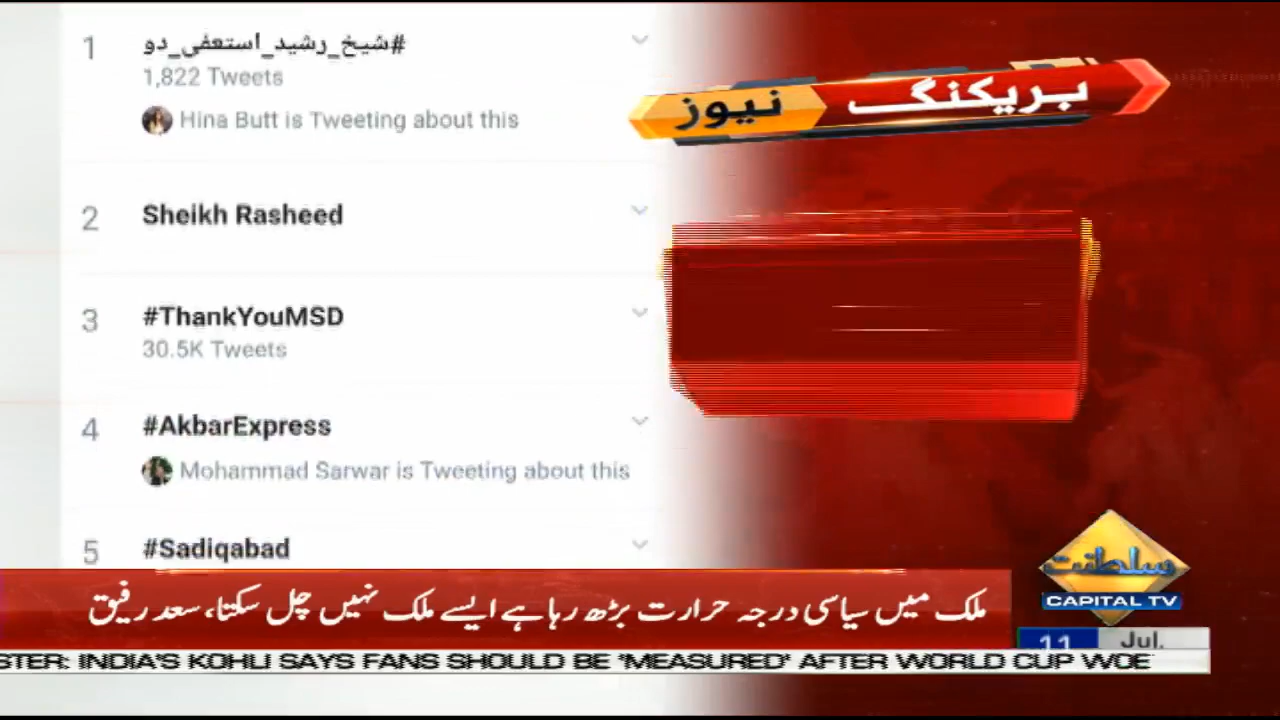 1
#شیخ_رشید_استعفی_دو
1,822 Tweets
Hina Butt is Tweeting about this
2
Sheikh Rasheed
3
#ThankYouMSD
30.5K Tweets
4
#AkbarExpress
Mohammad Sarwar is Tweeting about this
5
#Sadiqabad
بریکنگ نیوز
سلطنت
CAPITAL TV
ملک میں سیاسی درجہ حرارت بڑھ رہا ہے ایسے ملک نہیں چل سکتا، سعد رفیق
11 Jul.
STER: INDIA'S KOHLI SAYS FANS SHOULD BE 'MEASURED' AFTER WORLD CUP WOE